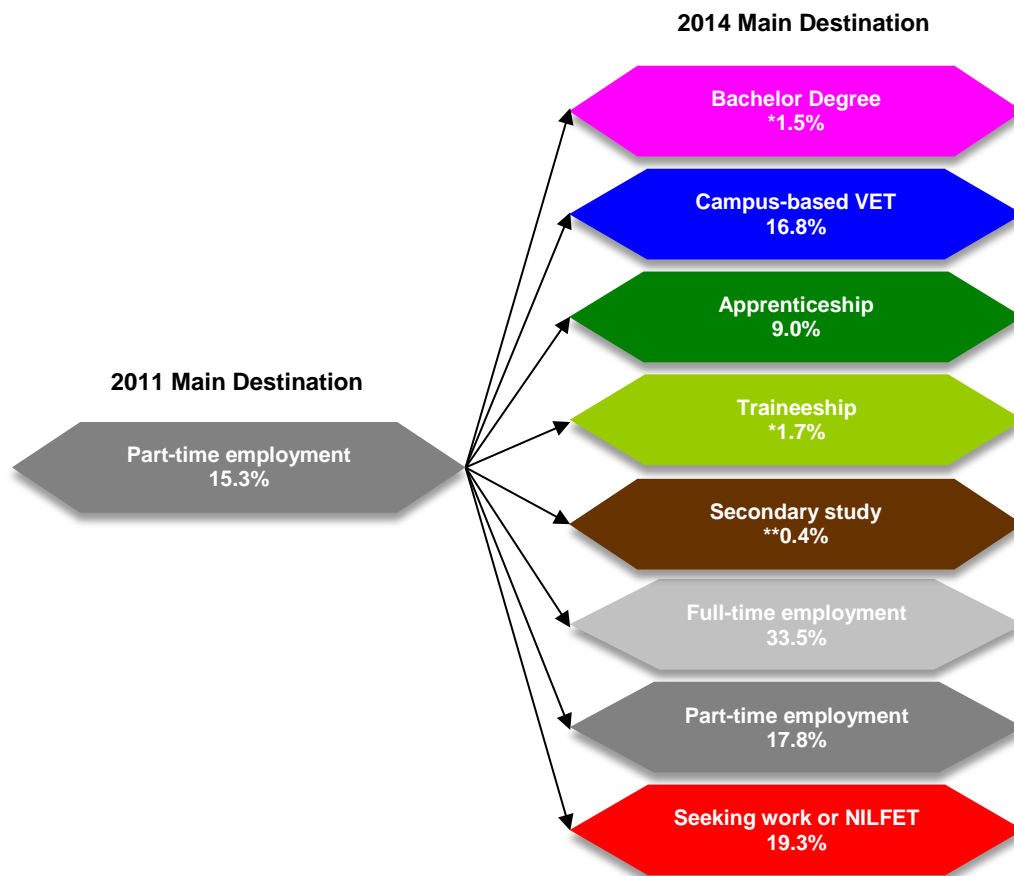 2014 Main Destination
Bachelor Degree
*1.5%
Campus-based VET
16.8%
Apprenticeship
9.0%
2011 Main Destination
Traineeship
*1.7%
Part-time employment
15.3%
Secondary study
**0.4%
Full-time employment
33.5%
Part-time employment
17.8%
Seeking work or NILFET
19.3%